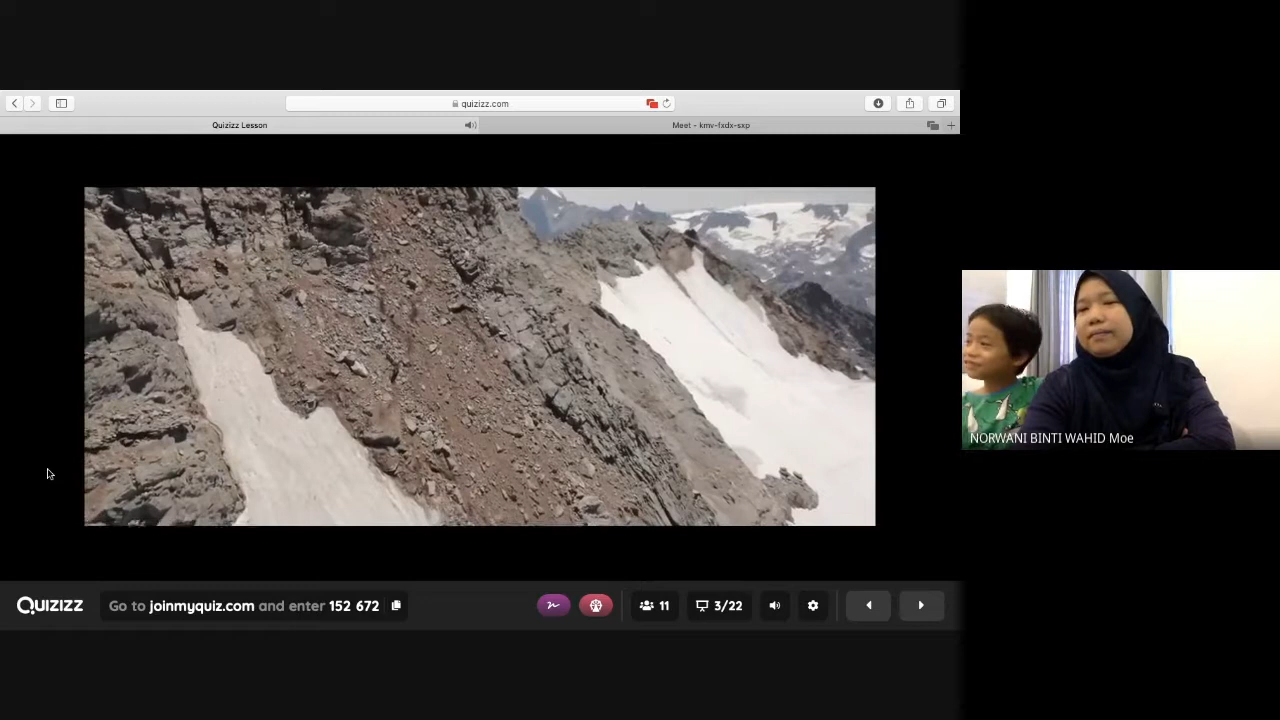 quizizz.com
Quizizz Lesson
Meet - kmv-fxdx-sxp
NORWANI BINTI WAHID Moe
QUIZIZZ
Go to joinmyquiz.com and enter 152 672
11
3/22